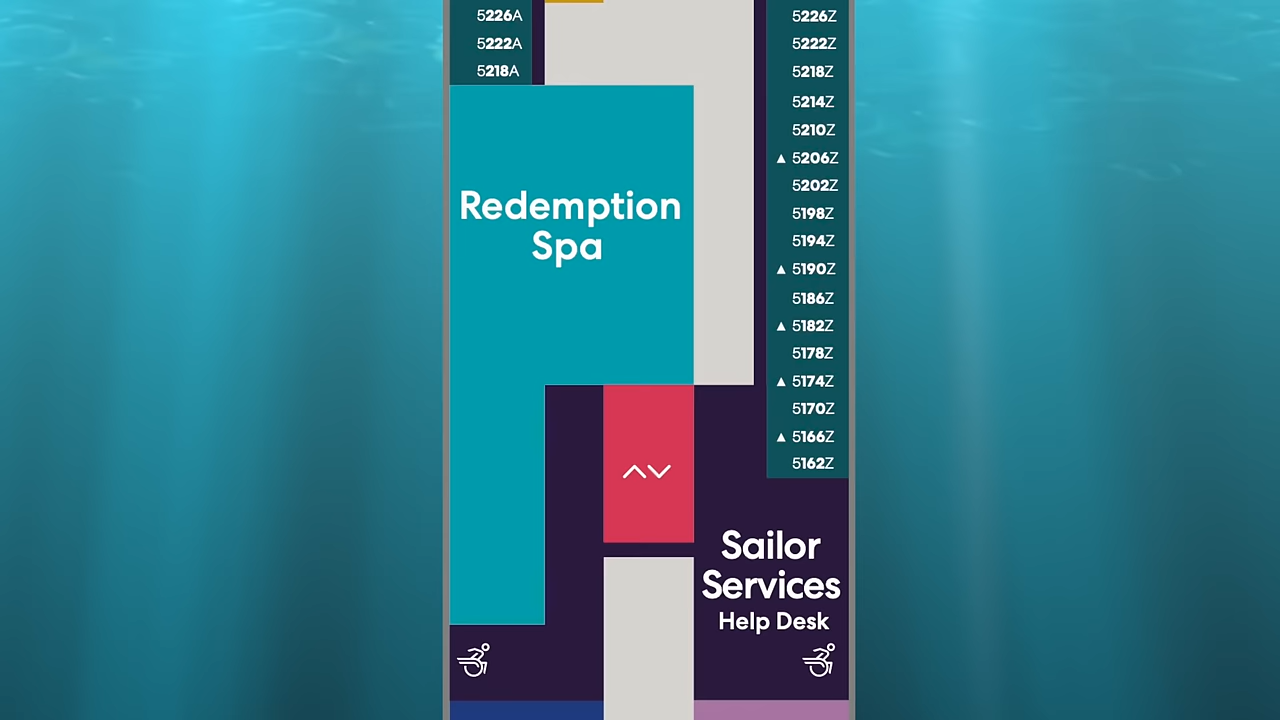 5226A
5222A
5218A
Redemption
Spa
5226Z
5222Z
5218Z
5214Z
5210Z
▲ 5206Z
5202Z
5198Z
5194Z
▲ 5190Z
5186Z
▲ 5182Z
5178Z
▲ 5174Z
5170Z
▲ 5166Z
5162Z
Sailor
Services
Help Desk